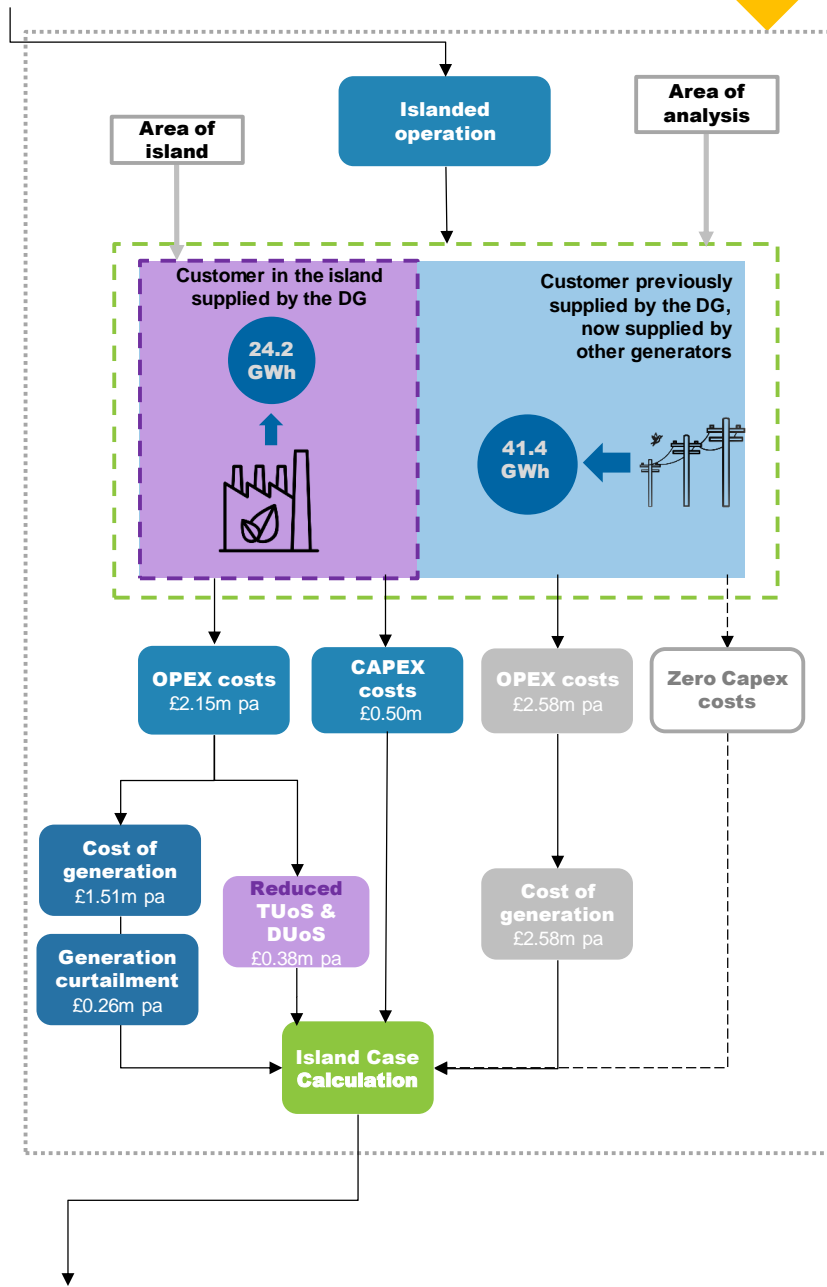 Islanded
operation
Area of
island
Area of
analysis
Customer in the island
supplied by the DG
24.2
GWh
Customer previously
supplied by the DG,
now supplied by
other generators
41.4
GWh
OPEX costs
£2.15m pa
CAPEX
costs
£0.50m
OPEX costs
£2.58m pa
Zero Capex
costs
Cost of
generation
£1.51m pa
Reduced
TUoS &
DUoS
£0.38m pa
Cost of
generation
£2.58m pa
Generation
curtailment
£0.26m pa
Island Case
Calculation